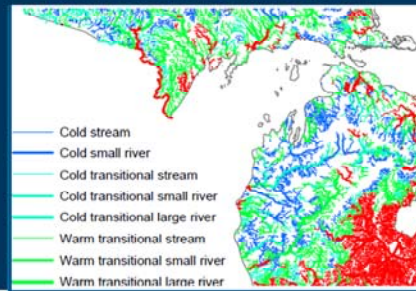 Cold stream
Cold small river
Cold transitional stream
Cold transitional small river
Cold transitional large river
Warm transitional stream
Warm transitional small river
Warm transitional large river